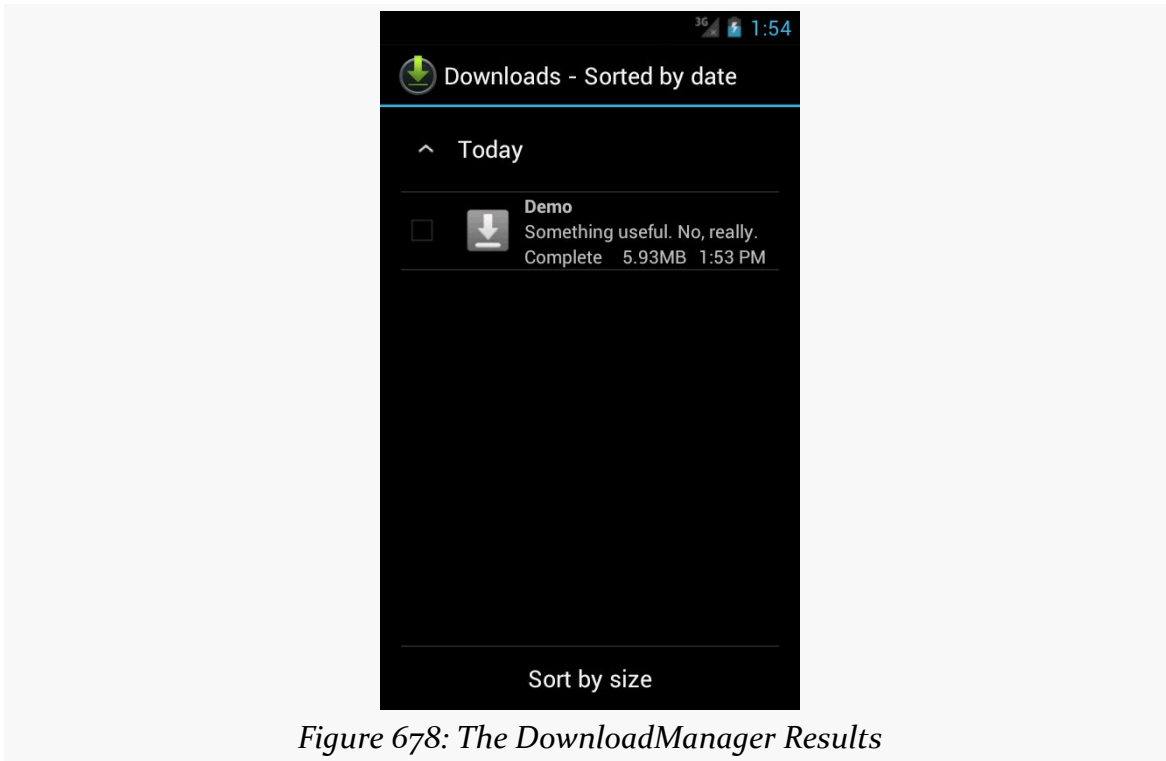 3G 1:54
Downloads - Sorted by date
Today
Demo
Something useful. No, really.
Complete 5.93MB 1:53 PM
Sort by size
Figure 678: The DownloadManager Results